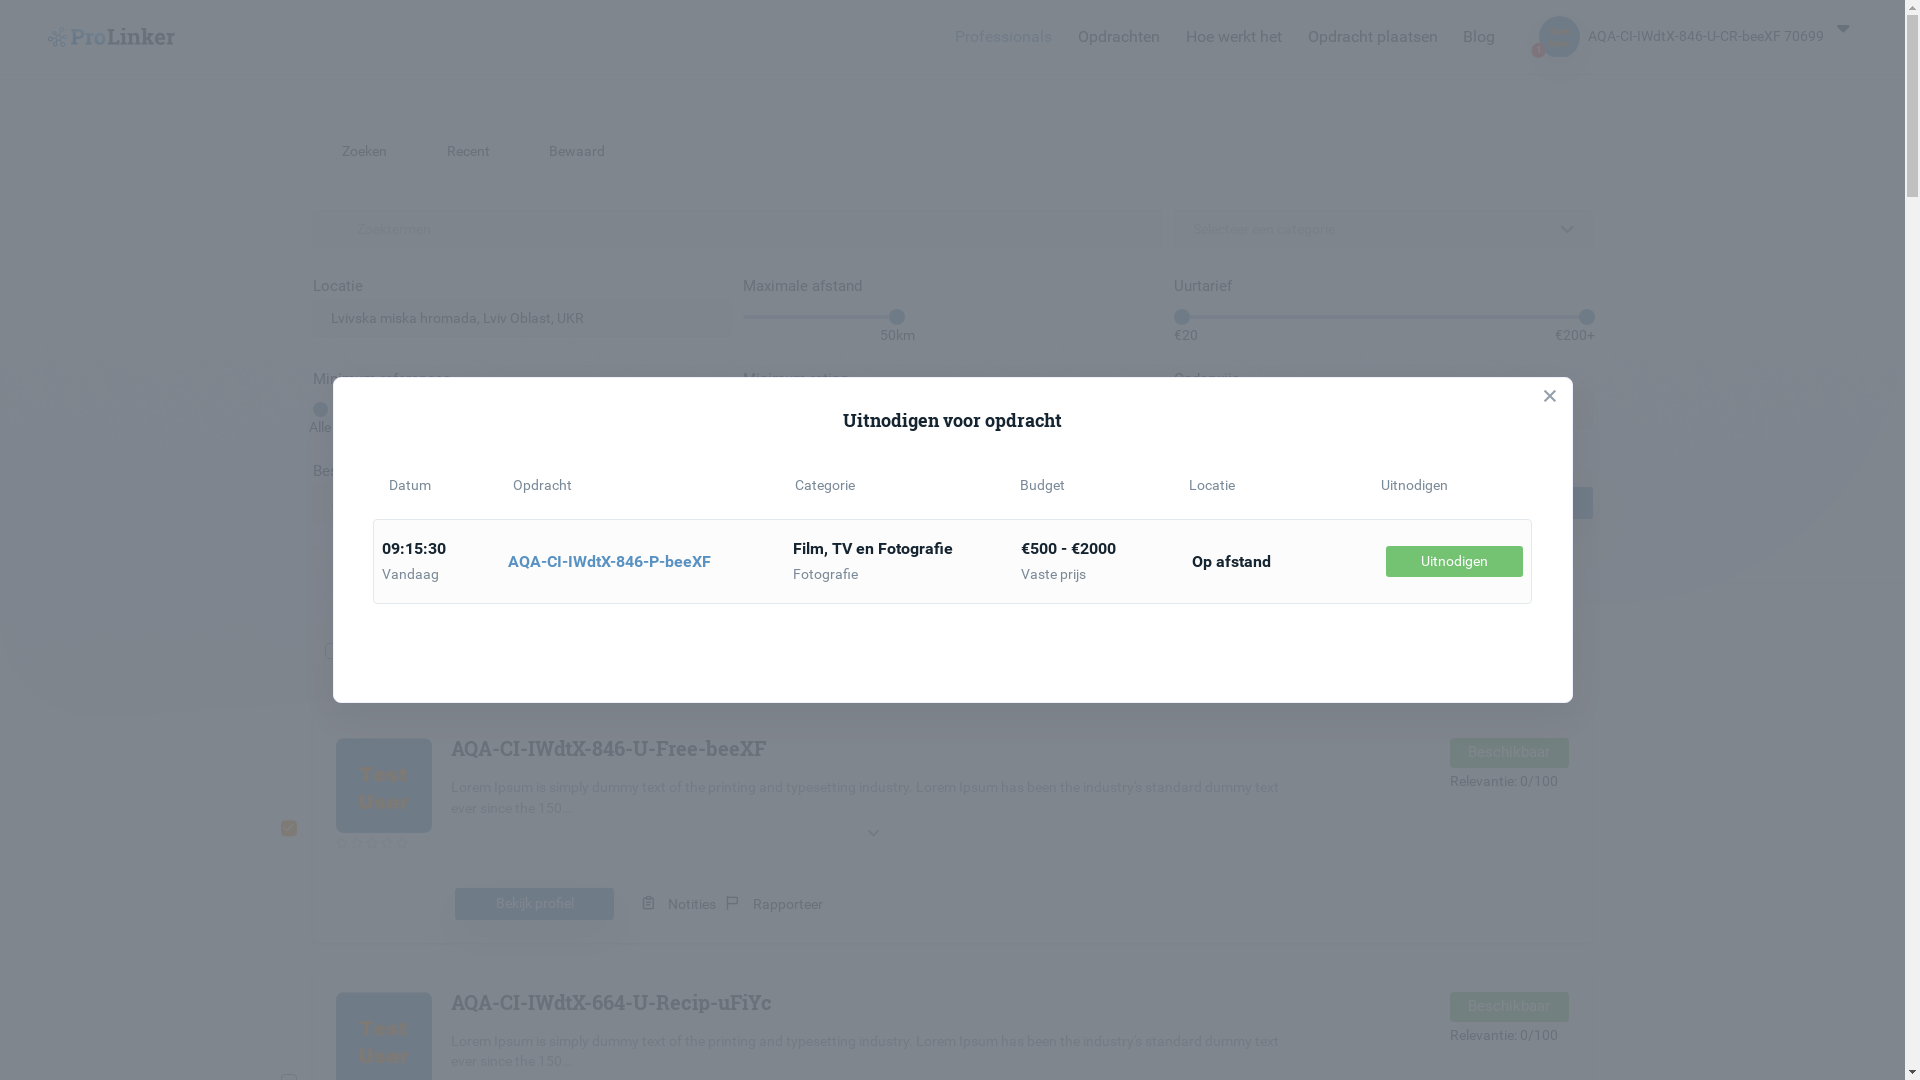 ProLinker
Professionals Opdrachten Hoe werkt het Opdracht plaatsen Blog
1
AQA-CI-IWdtX-846-U-CR-beeXF 70699
Zoeken Recent Bewaard
Zoektermen
Selecteer een categorie
Locatie Maximale afstand Uurtarief
Lvivska miska hromada, Lviv Oblast, UKR
50km €20 €200+
Alle
Uitnodigen voor opdracht
Datum Opdracht Categorie Budget Locatie Uitnodigen
09:15:30
Vandaag
AQA-CI-IWdtX-846-P-beeXF
Film, TV en Fotografie
Fotografie
€500 - €2000
Vaste prijs
Op afstand
Uitnodigen
AQA-CI-IWdtX-846-U-Free-beeXF
Test
User
Lorem Ipsum is simply dummy text of the printing and typesetting industry. Lorem Ipsum has been the industry's standard dummy text
ever since the 150...
Beschikbaar
Relevantie: 0/100
Bekijk profiel Notities Rapporteer
AQA-CI-IWdtX-664-U-Recip-uFiYc
Test
User
Lorem Ipsum is simply dummy text of the printing and typesetting industry. Lorem Ipsum has been the industry's standard dummy text
ever since the 150...
Beschikbaar
Relevantie: 0/100